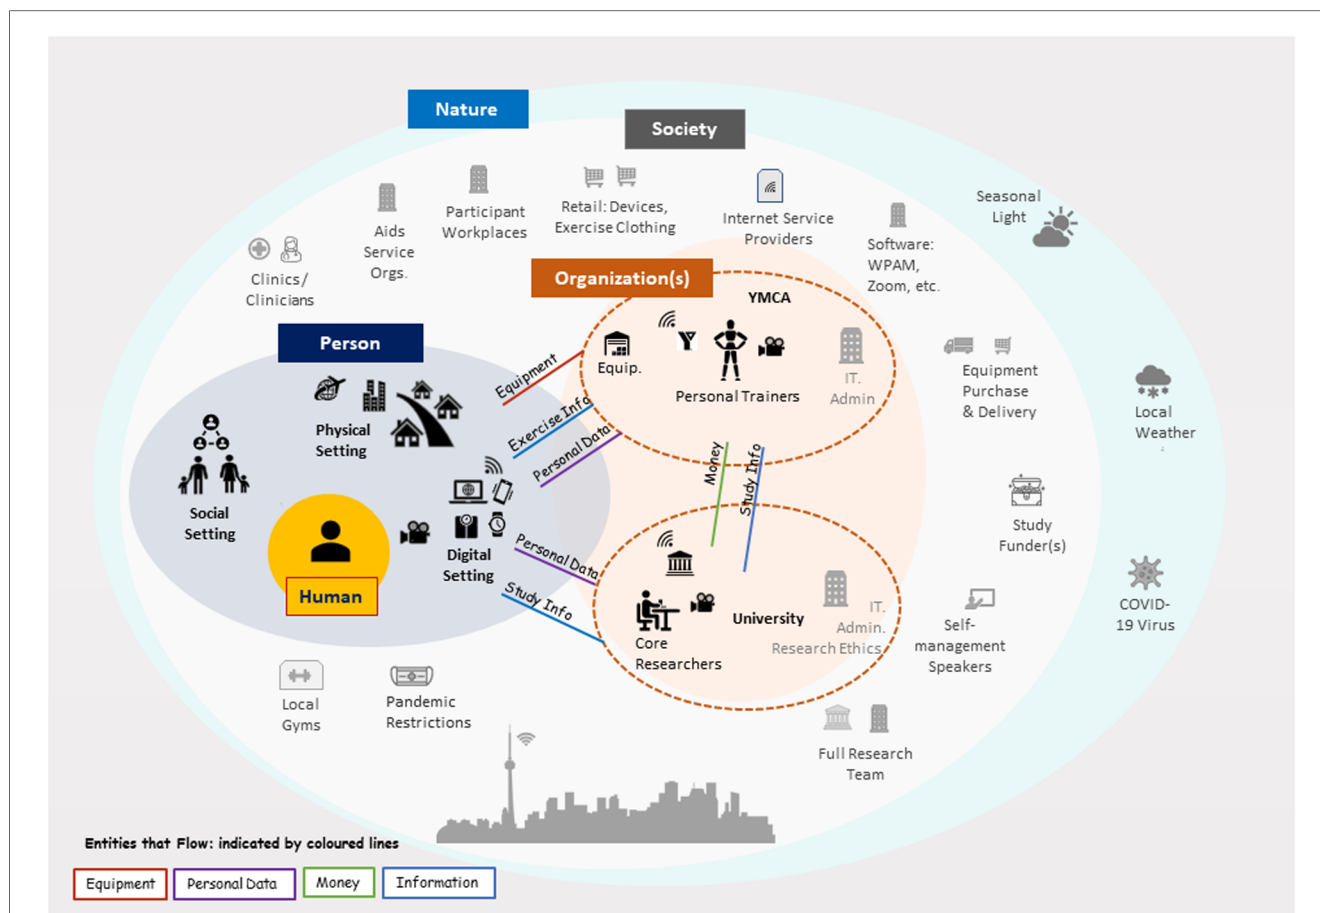 Nature
Society
Seasonal
Light
Participant
Workplaces
Retail: Devices,
Exercise Clothing
Internet Service
Providers
Aids
Service
Orgs.
Software:
WPAM,
Zoom, etc.
Clinics/
Clinicians
Organization(s)
YMCA
Person
Equipment
Equip.
Personal Trainers
IT.
Admin
Equipment
Purchase
& Delivery
Local
Weather
Physical
Setting
Exercise Info
Personal Data
Money
Study Info
Social
Setting
Digital
Setting
Human
Personal Data
Study Info
Study
Funder(s)
COVID-
19 Virus
University
Core
Researchers
IT.
Admin.
Research Ethics
Self-
management
Speakers
Local
Gyms
Pandemic
Restrictions
Full Research
Team
Entities that Flow: indicated by coloured lines
Equipment
Personal Data
Money
Information